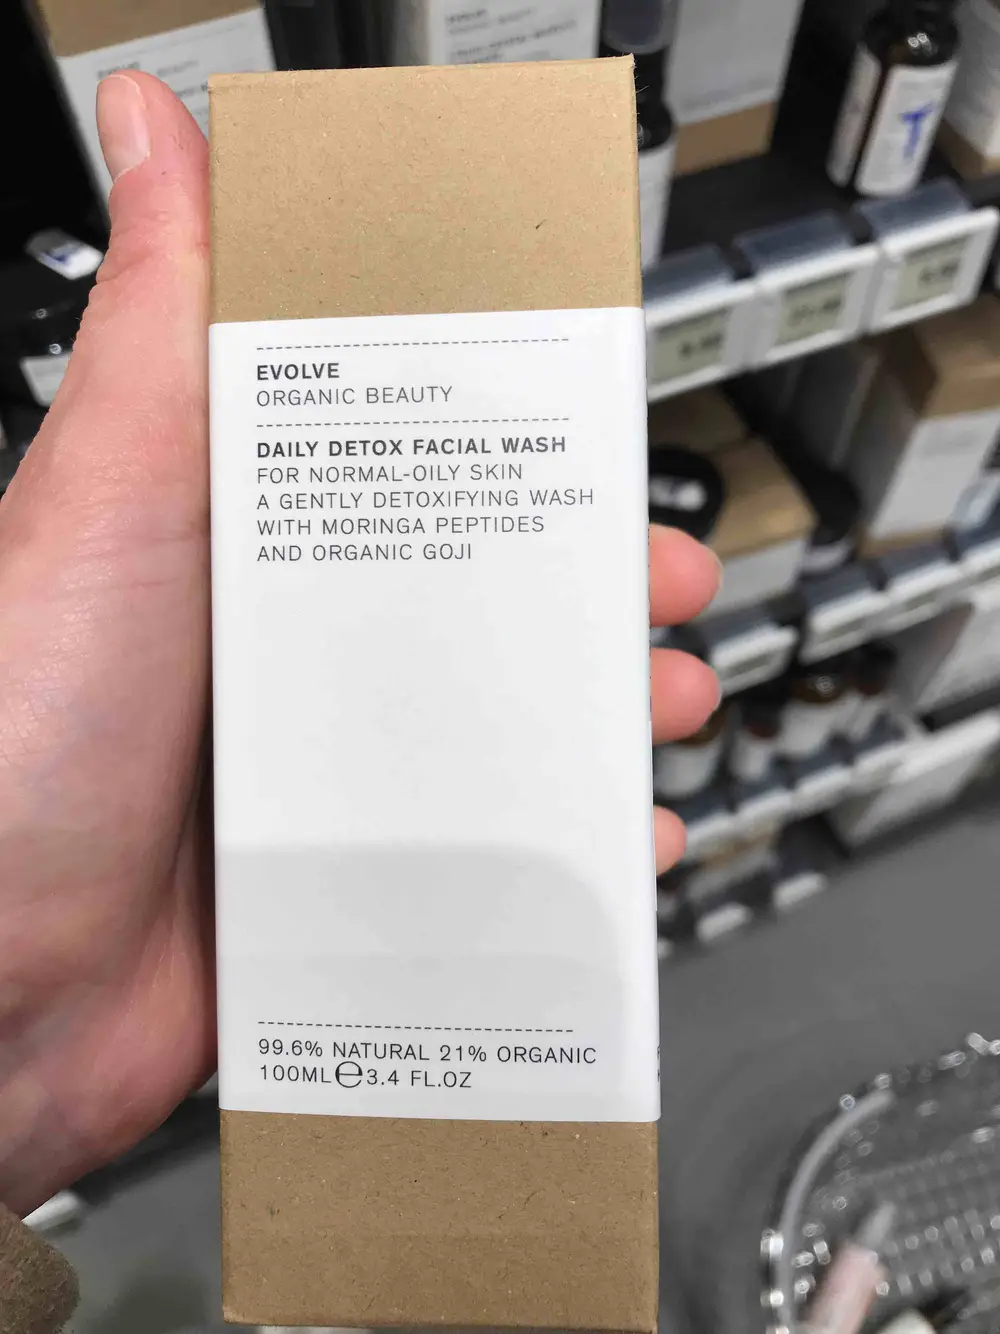 EVOLVE
ORGANIC BEAUTY
DAILY DETOX FACIAL WASH
FOR NORMAL-OILY SKIN
A GENTLY DETOXIFYING WASH
WITH MORINGA PEPTIDES
AND ORGANIC GOJI
99.6% NATURAL 21% ORGANIC
100ML℮3.4 FL.OZ
EVOLVE
T